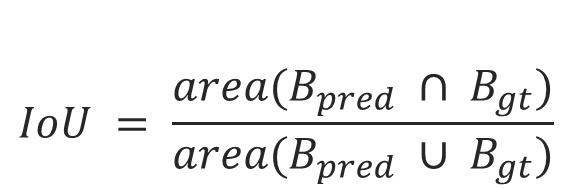 IoU = area(B_pred ∩ B_gt) / area(B_pred ∪ B_gt)